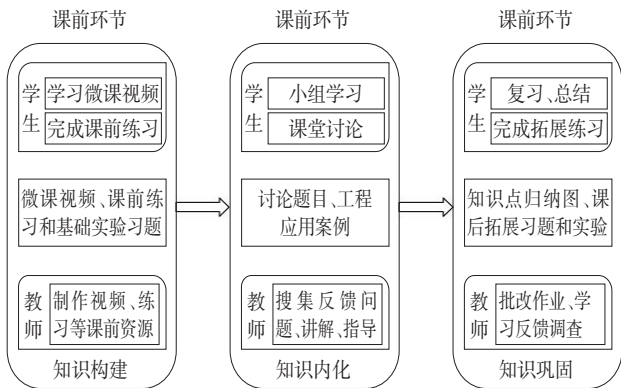 课前环节
学生
学习微课视频
完成课前练习
微课视频、课前练
习和基础实验习题
教师
制作视频、练
习等课前资源
知识构建
课前环节
学生
小组学习
课堂讨论
讨论题目、工程
应用案例
教师
搜集反馈问
题、讲解、指导
知识内化
课前环节
学生
复习、总结
完成拓展练习
知识点归纳图、课
后拓展习题和实验
教师
批改作业、学
习反馈调查
知识巩固